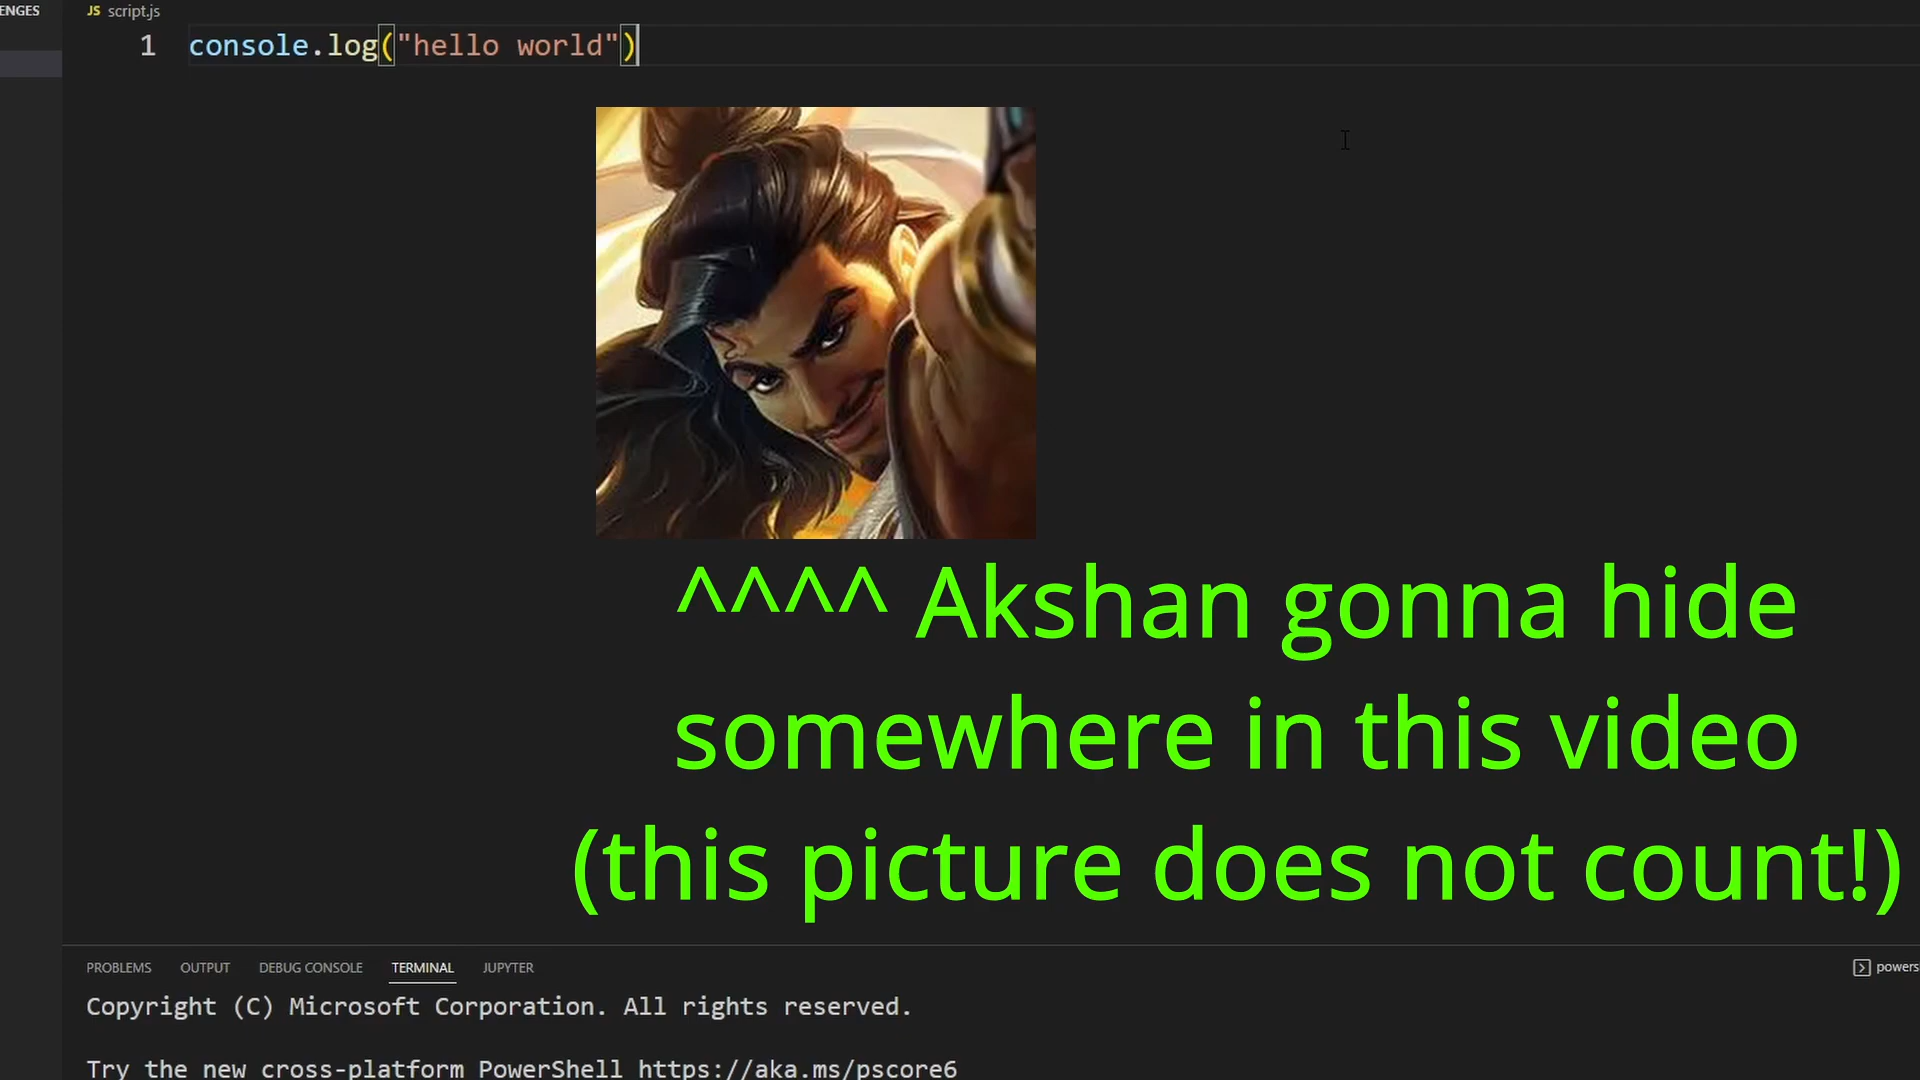 ENGES
JS script.js
1 console.log("hello world")
^^^^ Akshan gonna hide
somewhere in this video
(this picture does not count!)
PROBLEMS OUTPUT DEBUG CONSOLE TERMINAL JUPYTER powers
Copyright (C) Microsoft Corporation. All rights reserved.
Try the new cross-platform PowerShell https://aka.ms/pscore6